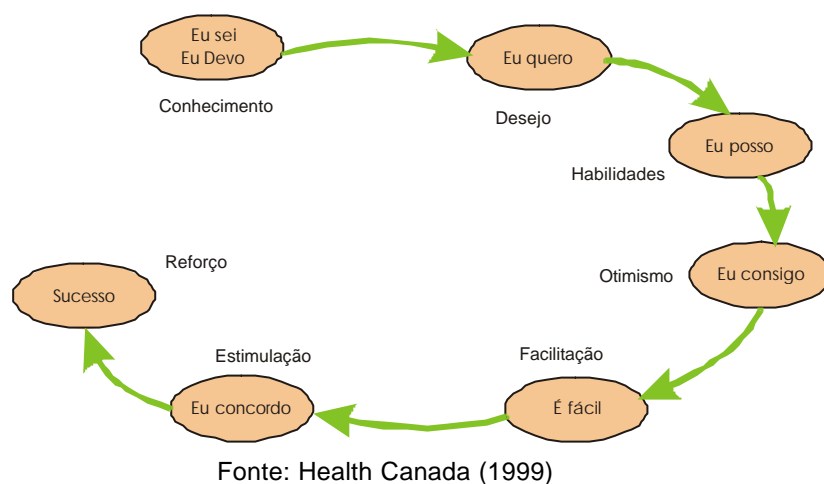 Eu sei
Eu Devo
Conhecimento
Eu quero
Desejo
Eu posso
Habilidades
Eu consigo
Otimismo
É fácil
Facilitação
Eu concordo
Estimulação
Sucesso
Reforço
Fonte: Health Canada (1999)